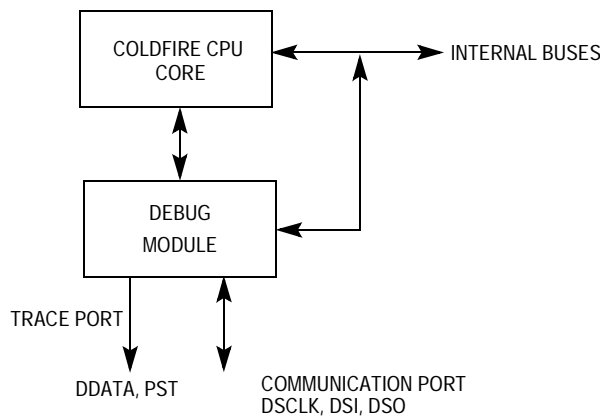 COLDFIRE CPU
CORE
INTERNAL BUSES
DEBUG
MODULE
TRACE PORT
DDATA, PST
COMMUNICATION PORT
DSCLK, DSI, DSO